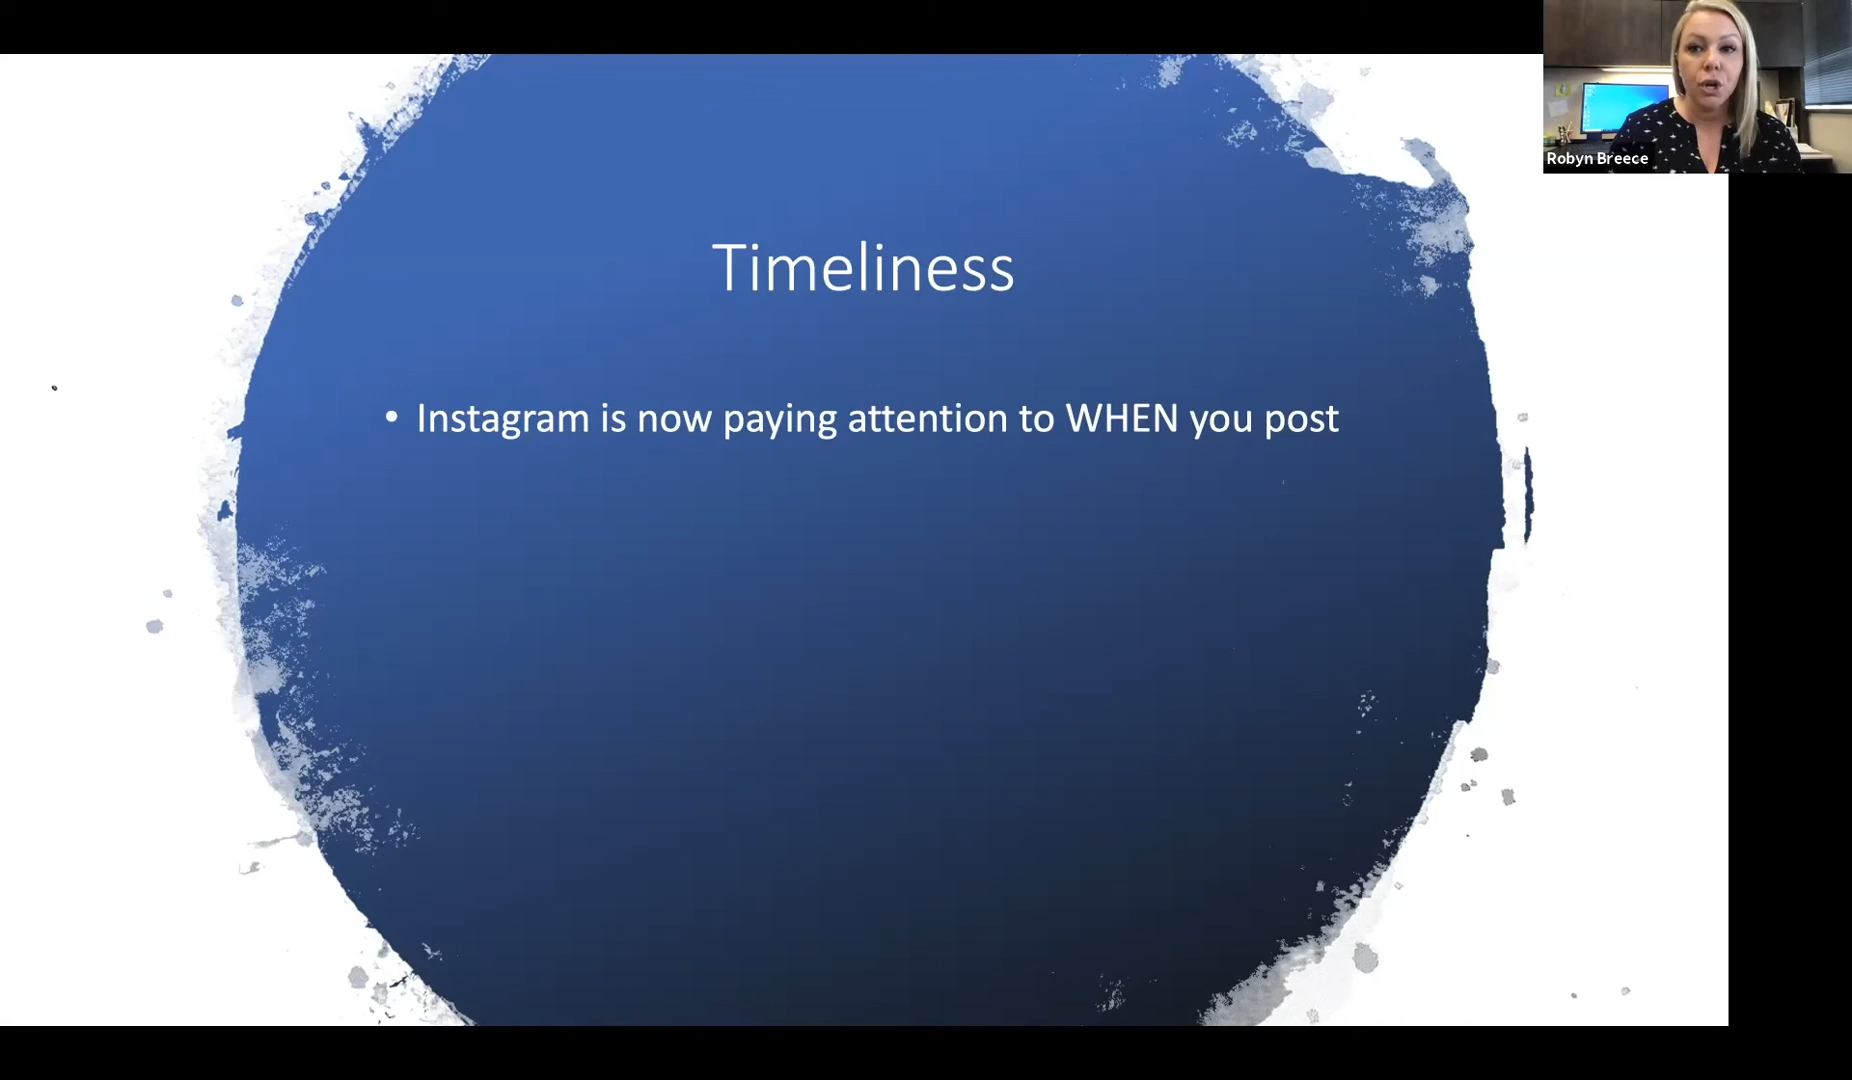 Robyn Breece
Timeliness
• Instagram is now paying attention to WHEN you post